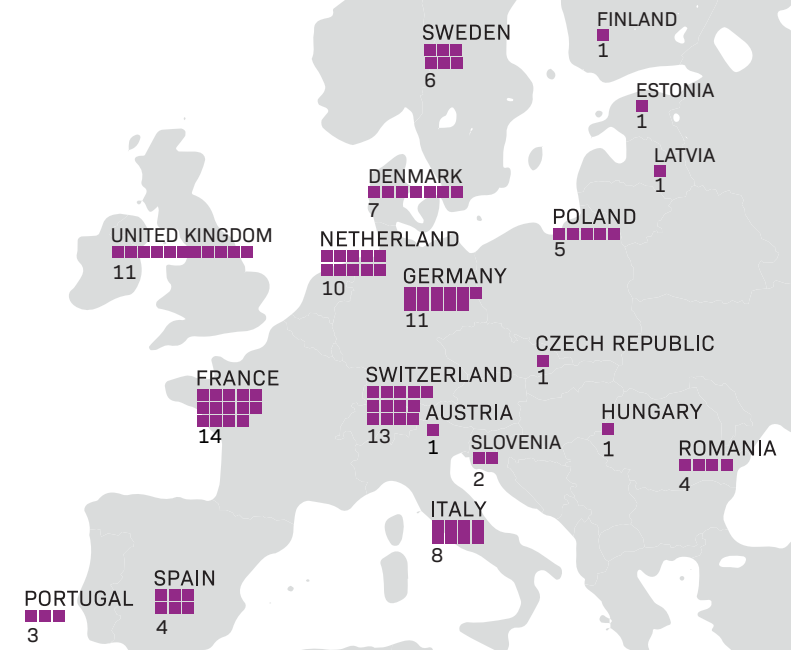 FINLAND
1
SWEDEN
6
ESTONIA
1
LATVIA
1
DENMARK
7
POLAND
5
UNITED KINGDOM
11
NETHERLAND
10
GERMANY
11
CZECH REPUBLIC
1
FRANCE
14
SWITZERLAND
13
AUSTRIA
1
HUNGARY
1
SLOVENIA
2
ROMANIA
4
ITALY
8
SPAIN
4
PORTUGAL
3